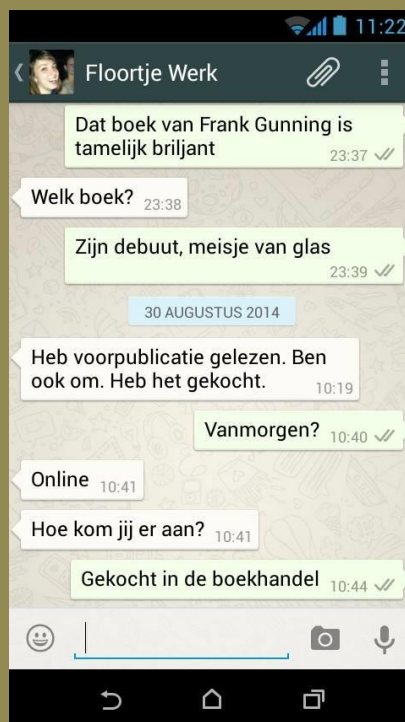 11:22
Floortje Werk
Dat boek van Frank Gunning is
tamelijk briljant
23:37
Welk boek? 23:38
Zijn debuut, meisje van glas
23:39
30 AUGUSTUS 2014
Heb voorpublicatie gelezen. Ben
ook om. Heb het gekocht.
10:19
Vanmorgen? 10:40
Online 10:41
Hoe kom jij er aan? 10:41
Gekocht in de boekhandel 10:44